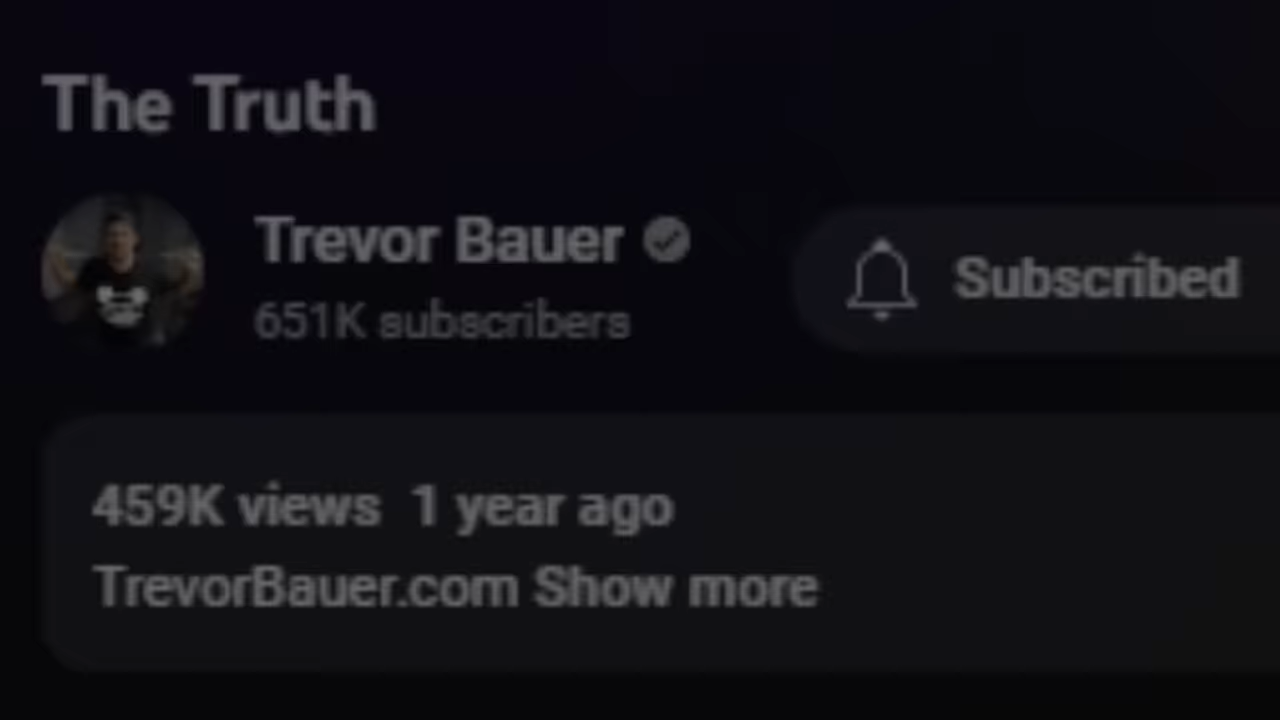 The Truth
Trevor Bauer
651K subscribers
Subscribed
459K views 1 year ago
TrevorBauer.com Show more